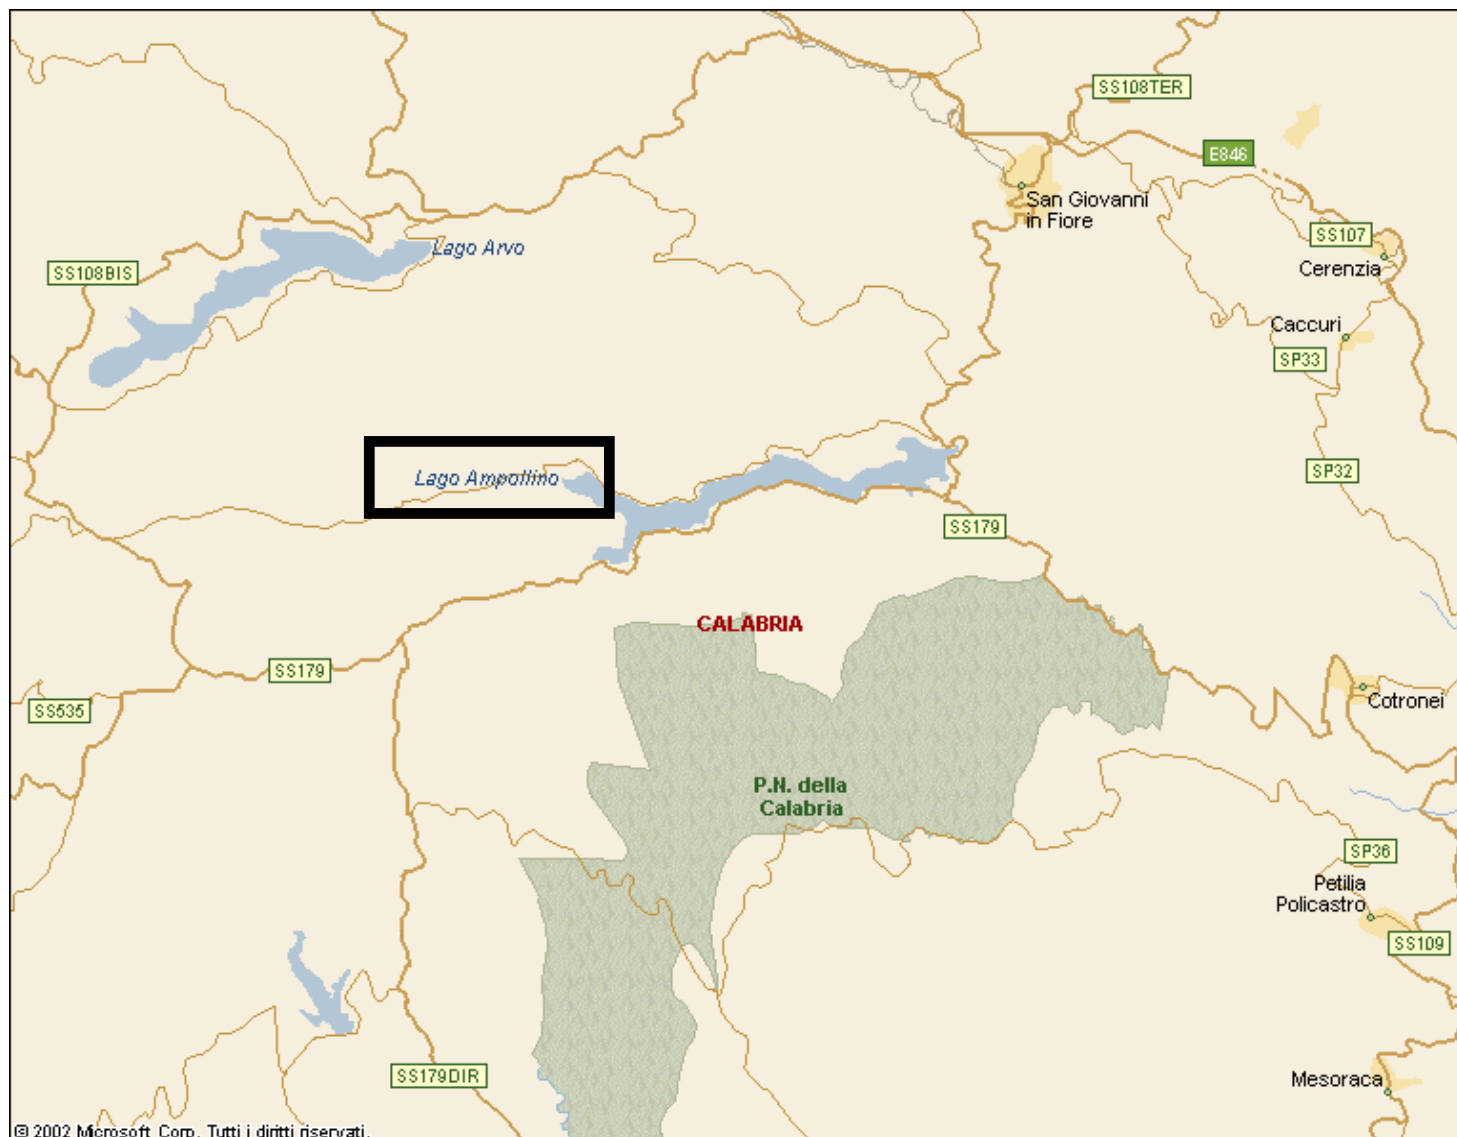 SS108TER
E846
San Giovanni
in Fiore
SS107
Lago Arvo
Cerenzia
SS108BIS
Caccuri
SP33
SP32
Lago Ampollino
SS179
CALABRIA
SS179
Cotronei
SS535
P.N. della
Calabria
SP36
Petilia
Policastro
SS109
SS179DIR
Mesoraca
© 2002 Microsoft Corp. Tutti i diritti riservati.